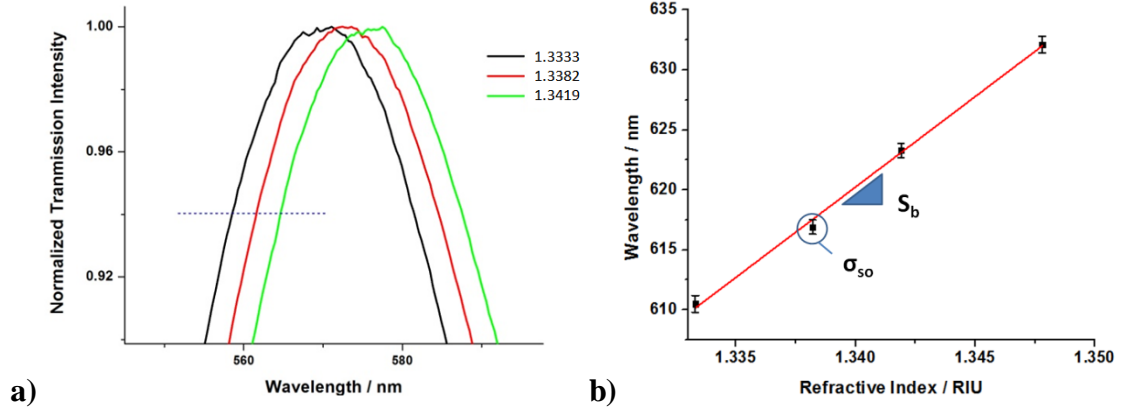 1.00
0.96
0.92
Normalized Tranmission Intensity
1.3333
1.3382
1.3419
560
580
Wavelength / nm
a)
635
630
625
620
615
610
Wavelength / nm
S_b
σ_so
1.335
1.340
1.345
1.350
Refractive Index / RIU
b)